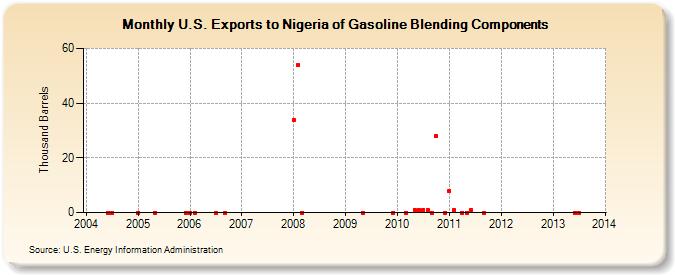 Monthly U.S. Exports to Nigeria of Gasoline Blending Components
Thousand Barrels
60
40
20
0
2004 2005 2006 2007 2008 2009 2010 2011 2012 2013 2014
Source: U.S. Energy Information Administration